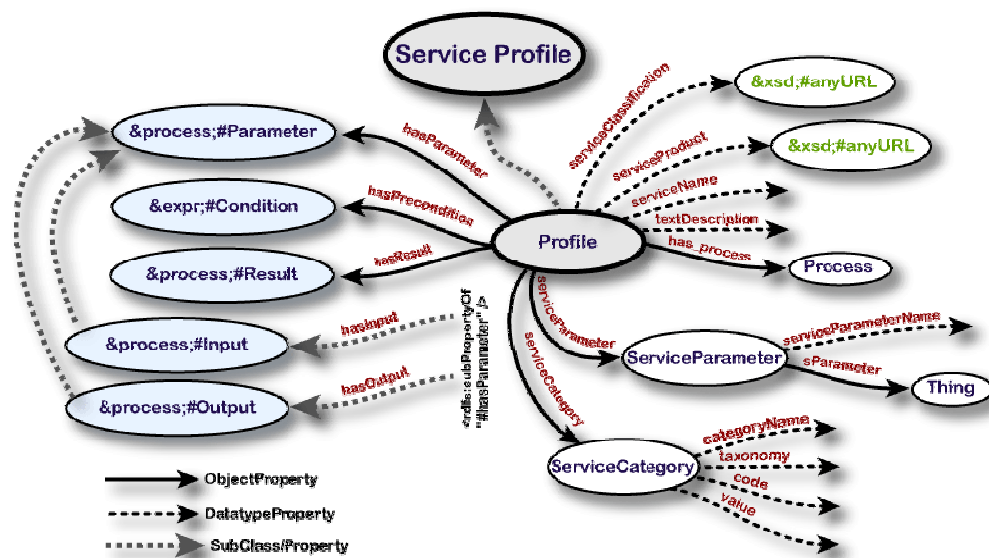 Service Profile
serviceClassification
&xsd;#anyURL
&process;#Parameter
hasParameter
serviceProduct
&xsd;#anyURL
serviceName
&expr;#Condition
hasPrecondition
textDescription
Profile
has_process
Process
&process;#Result
hasResult
<rdfs:subPropertyOf
"#hasParameter" />
serviceParameter
serviceParameterName
&process;#Input
hasInput
ServiceParameter
sParameter
Thing
serviceCategory
&process;#Output
hasOutput
categoryName
ServiceCategory
taxonomy
code
value
ObjectProperty
DatatypeProperty
SubClass/Property